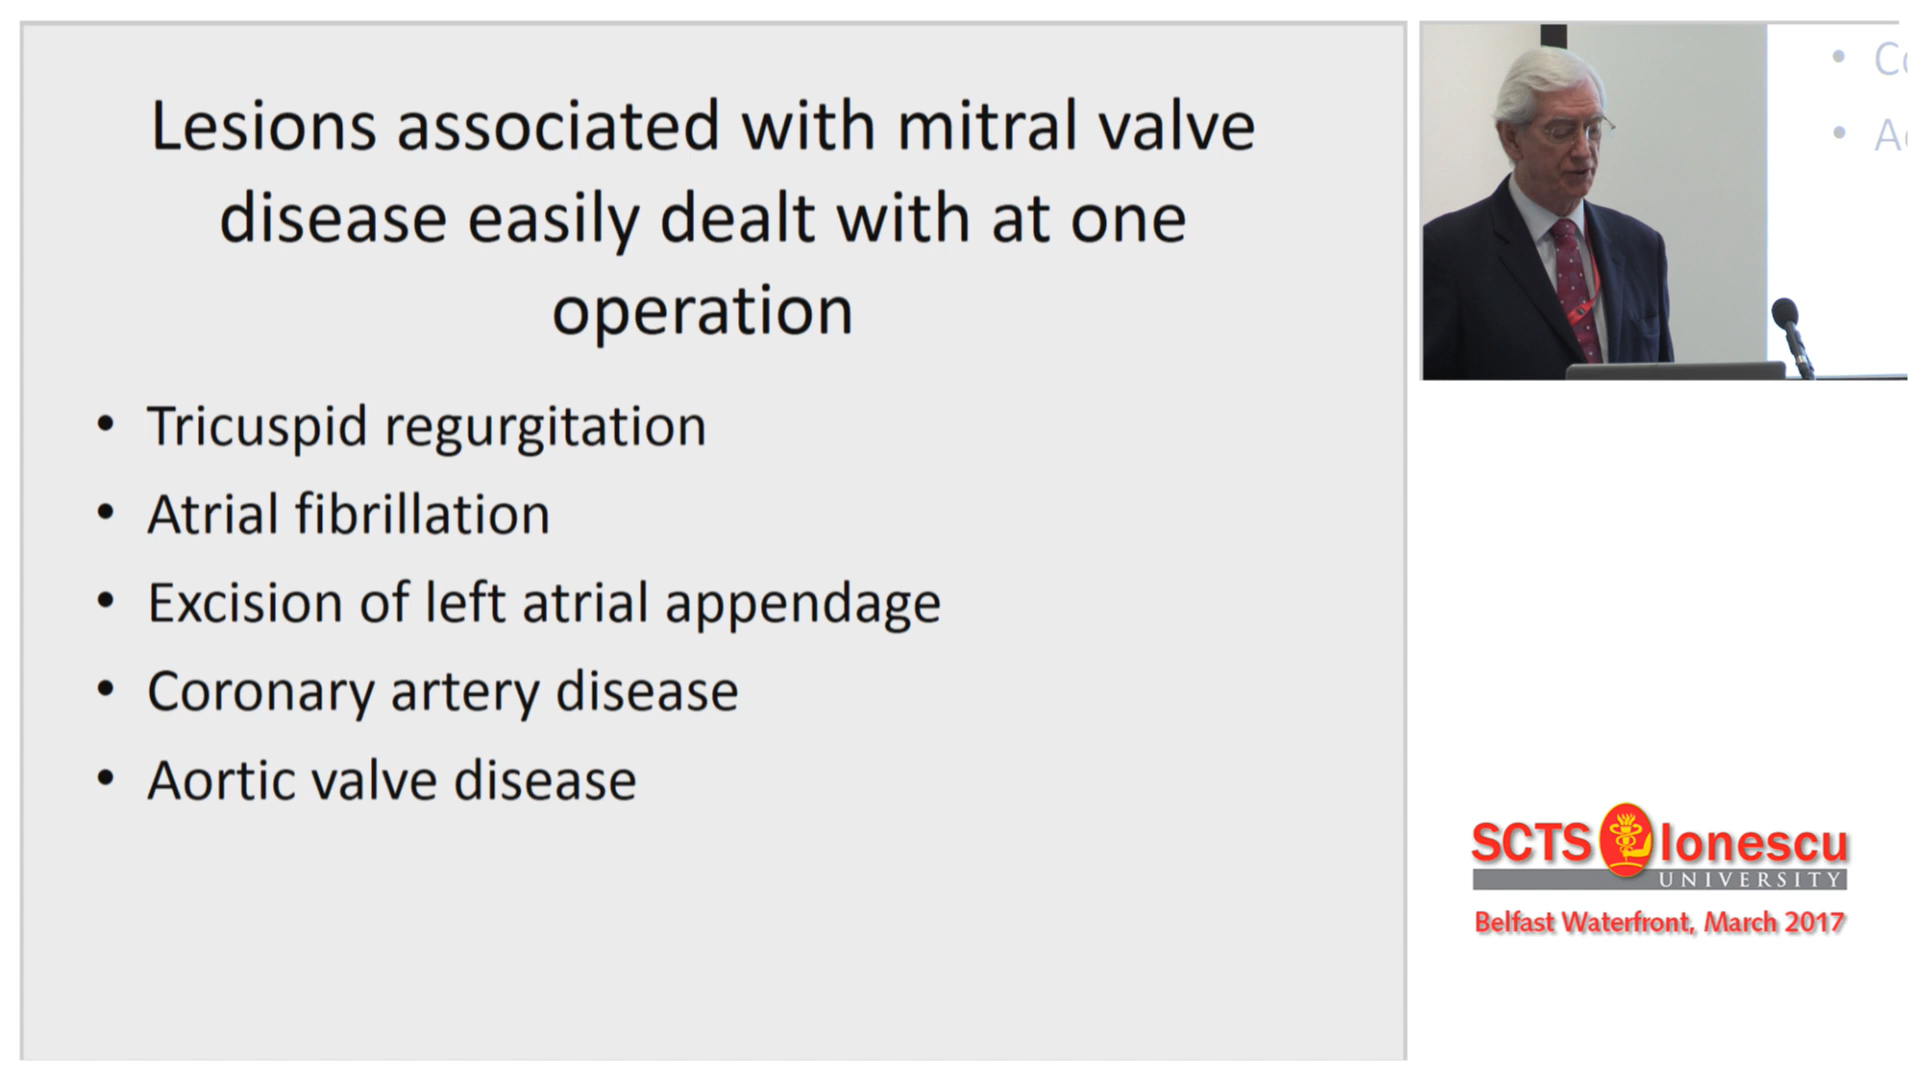 Lesions associated with mitral valve
disease easily dealt with at one
operation
• Tricuspid regurgitation
• Atrial fibrillation
• Excision of left atrial appendage
• Coronary artery disease
• Aortic valve disease
SCTS Ionescu
UNIVERSITY
Belfast Waterfront, March 2017